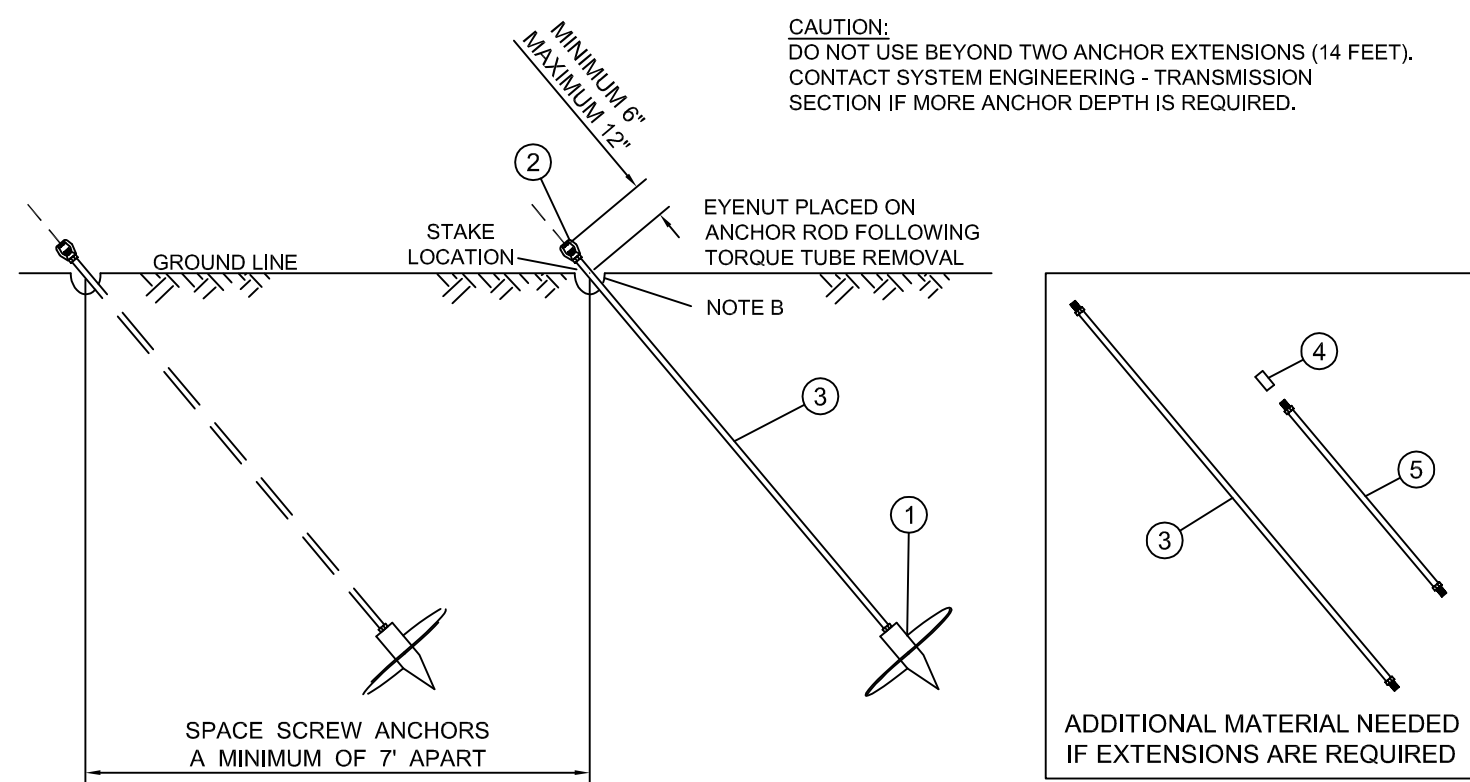 CAUTION:
DO NOT USE BEYOND TWO ANCHOR EXTENSIONS (14 FEET).
CONTACT SYSTEM ENGINEERING - TRANSMISSION
SECTION IF MORE ANCHOR DEPTH IS REQUIRED.
MINIMUM 6"
MAXIMUM 12"
2
EYENUT PLACED ON
ANCHOR ROD FOLLOWING
TORQUE TUBE REMOVAL
STAKE
LOCATION
GROUND LINE
NOTE B
3
1
4
5
3
SPACE SCREW ANCHORS
A MINIMUM OF 7' APART
ADDITIONAL MATERIAL NEEDED
IF EXTENSIONS ARE REQUIRED